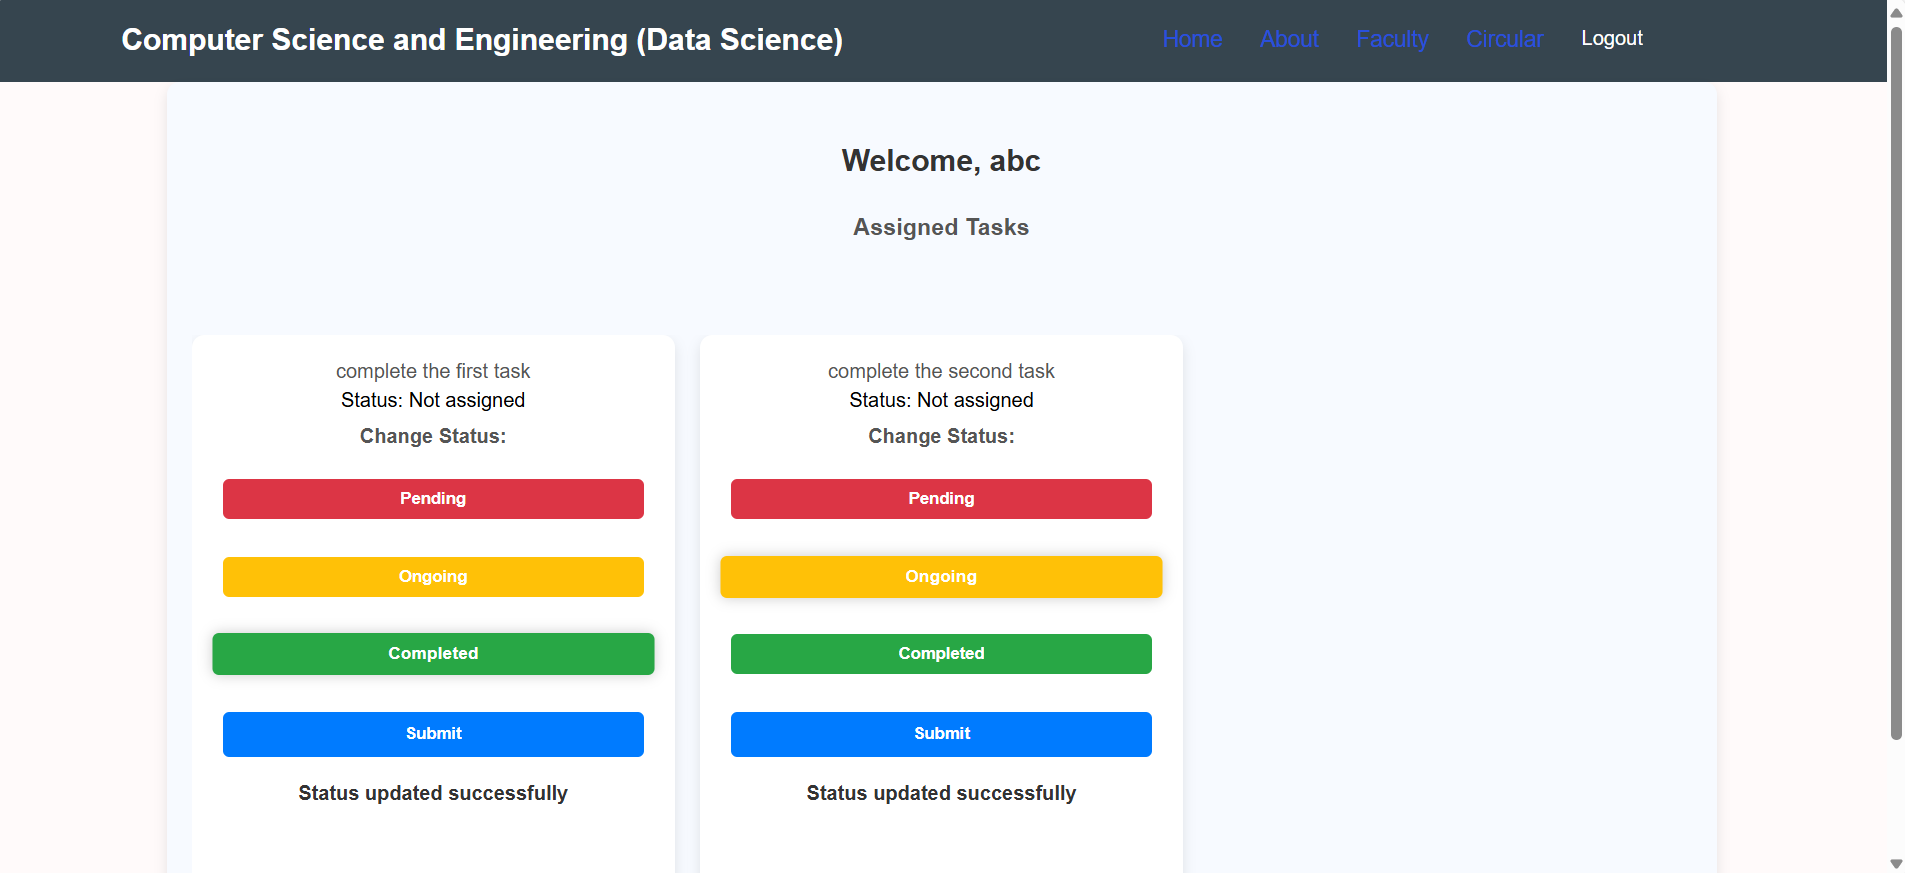 Computer Science and Engineering (Data Science) Home About Faculty Circular Logout
Welcome, abc
Assigned Tasks
complete the first task
Status: Not assigned
Change Status:
Pending
Ongoing
Completed
Submit
Status updated successfully
complete the second task
Status: Not assigned
Change Status:
Pending
Ongoing
Completed
Submit
Status updated successfully